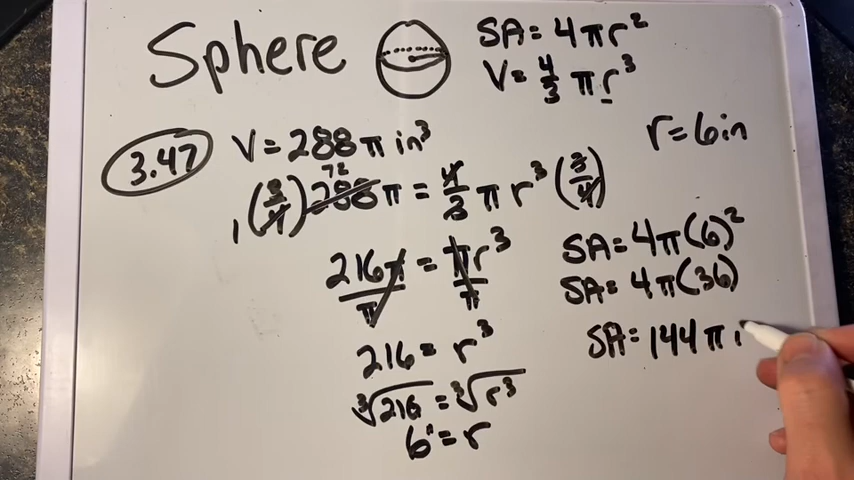 Sphere
SA = 4πr²
V = 4/3 πr³
3.47
V = 288π in³
r = 6in
72
1 (3/4) 288π = 4/3 π r³ (3/4)
216π/π = πr³/π
216 = r³
∛216 = ∛r³
6" = r
SA = 4π(6)²
SA = 4π(36)
SA = 144π i